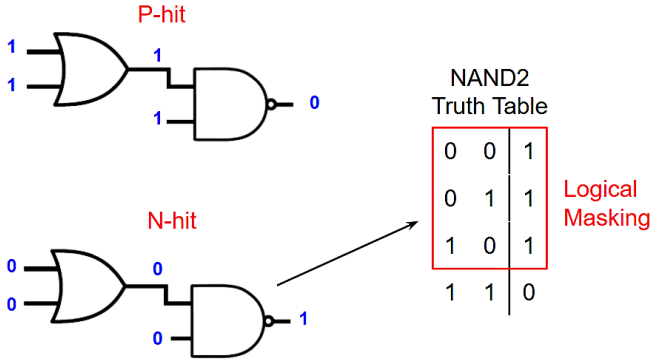 P-hit
1
1
1
1
0
NAND2
Truth Table
0 0 1
0 1 1
1 0 1
1 1 0
Logical
Masking
N-hit
0
0
0
0
1